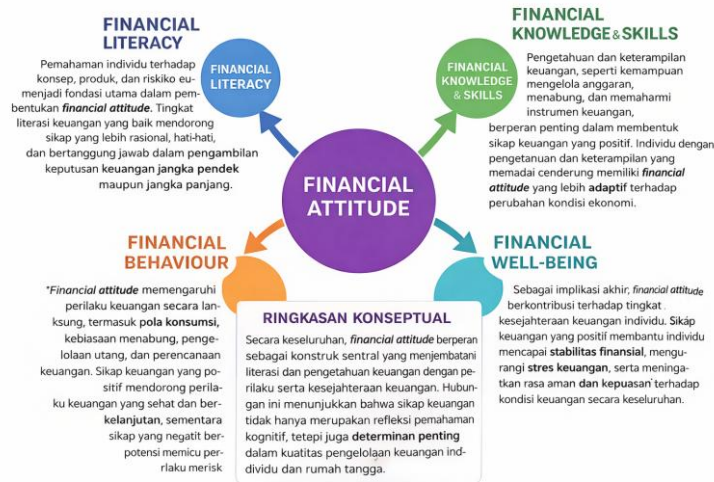 FINANCIAL
LITERACY
Pemahaman individu terhadap
konsep, produk, dan riskiko eu-
menjadi fondasi utama dalam pem-
bentukan financial attitude. Tingkat
literasi keuangan yang baik mendorong
sikap yang lebih rasional, hati-hati,
dan bertanggung jawab dalam pengambilan
keputusan keuangan jangka pendek
maupun jangka panjang.
FINANCIAL
LITERACY
FINANCIAL
KNOWLEDGE & SKILLS
FINANCIAL
KNOWLEDGE
& SKILLS
Pengetahuan dan keterampilan
keuangan, seperti kemampuan
mengelola anggaran,
menabung, dan memaharmi
instrumen keuangan,
berperan penting dalam membentuk
sikap keuangan yang positif. Individu dengan
pengetanuan dan keterampilan yang
memadai cenderung memiliki financial
attitude yang lebih adaptif terhadap
perubahan kondisi ekonomi.
FINANCIAL
ATTITUDE
FINANCIAL
BEHAVIOUR
"Financial attitude memengaruhi
perilaku keuangan secara lan-
ksung, termasuk pola konsumsi,
kebiasaan menabung, penge-
lolaan utang, dan perencanaan
keuangan. Sikap keuangan yang po-
sitif mendorong perila-
ku keuangan yang sehat dan ber-
kelanjutan, sementara
sikap yang negatit ber-
potensi memicu per-
rlaku merisk
RINGKASAN KONSEPTUAL
Secara keseluruhan, financial attitude berperan
sebagai konstruk sentral yang menjembatani
literasi dan pengetahuan keuangan dengan pe-
rilaku serta kesejahteraan keuangan. Hubun-
gan ini menunjukkan bahwa sikap keuangan
tidak hanya merupakan refleksi pemahaman
kognitif, tetepi juga determinan penting
dalam kuatitas pengelolaan keuangan ind-
dividu dan rumah tangga.
FINANCIAL
WELL-BEING
Sebagai implikasi akhir, financial attitude
berkontribusi terhadap tingkat.
kesejahteraan keuangan individu. Sikap
keuangan yang positif membantu individu
mencapai stabilitas finansial, mengu-
rangi stres keuangan, serta mening-
atkan rasa aman dan kepuasan terhadap
kondisi keuangan secara keseluruhan.